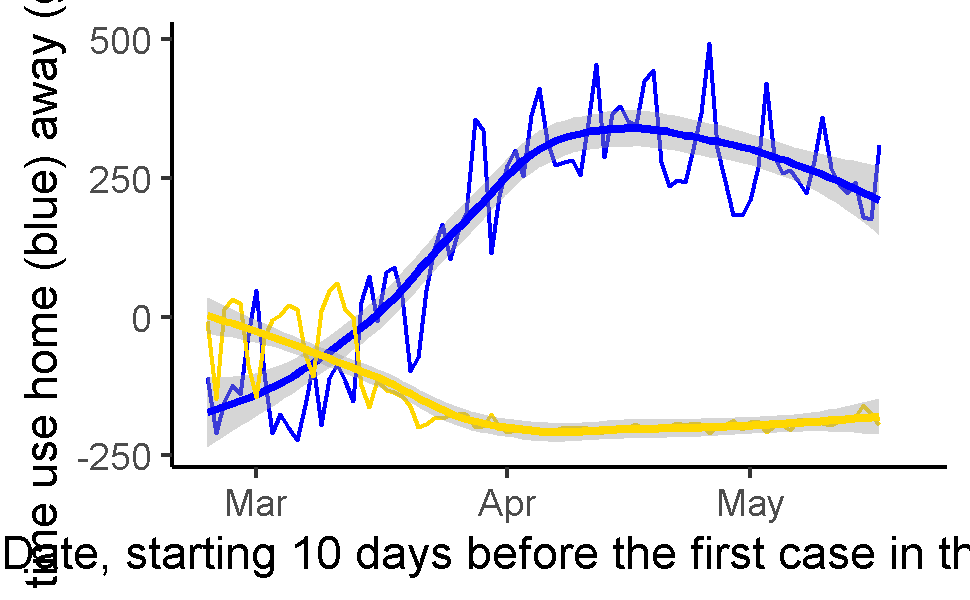 time use home (blue) away (
500
250
0
-250
Mar
Apr
May
Date, starting 10 days before the first case in